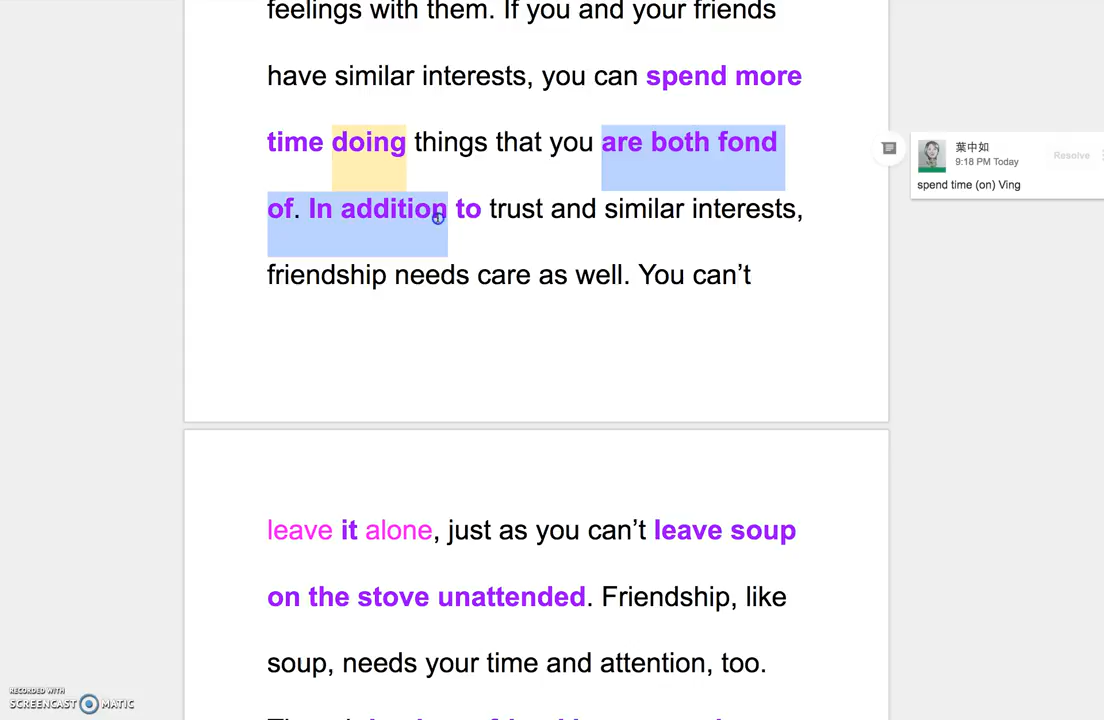 feelings with them. If you and your friends
have similar interests, you can spend more
time doing things that you are both fond
of. In addition to trust and similar interests,
friendship needs care as well. You can’t
葉中如
9:18 PM Today
Resolve
spend time (on) Ving
leave it alone, just as you can’t leave soup
on the stove unattended. Friendship, like
soup, needs your time and attention, too.
RECORDED WITH
SCREENCAST MATIC